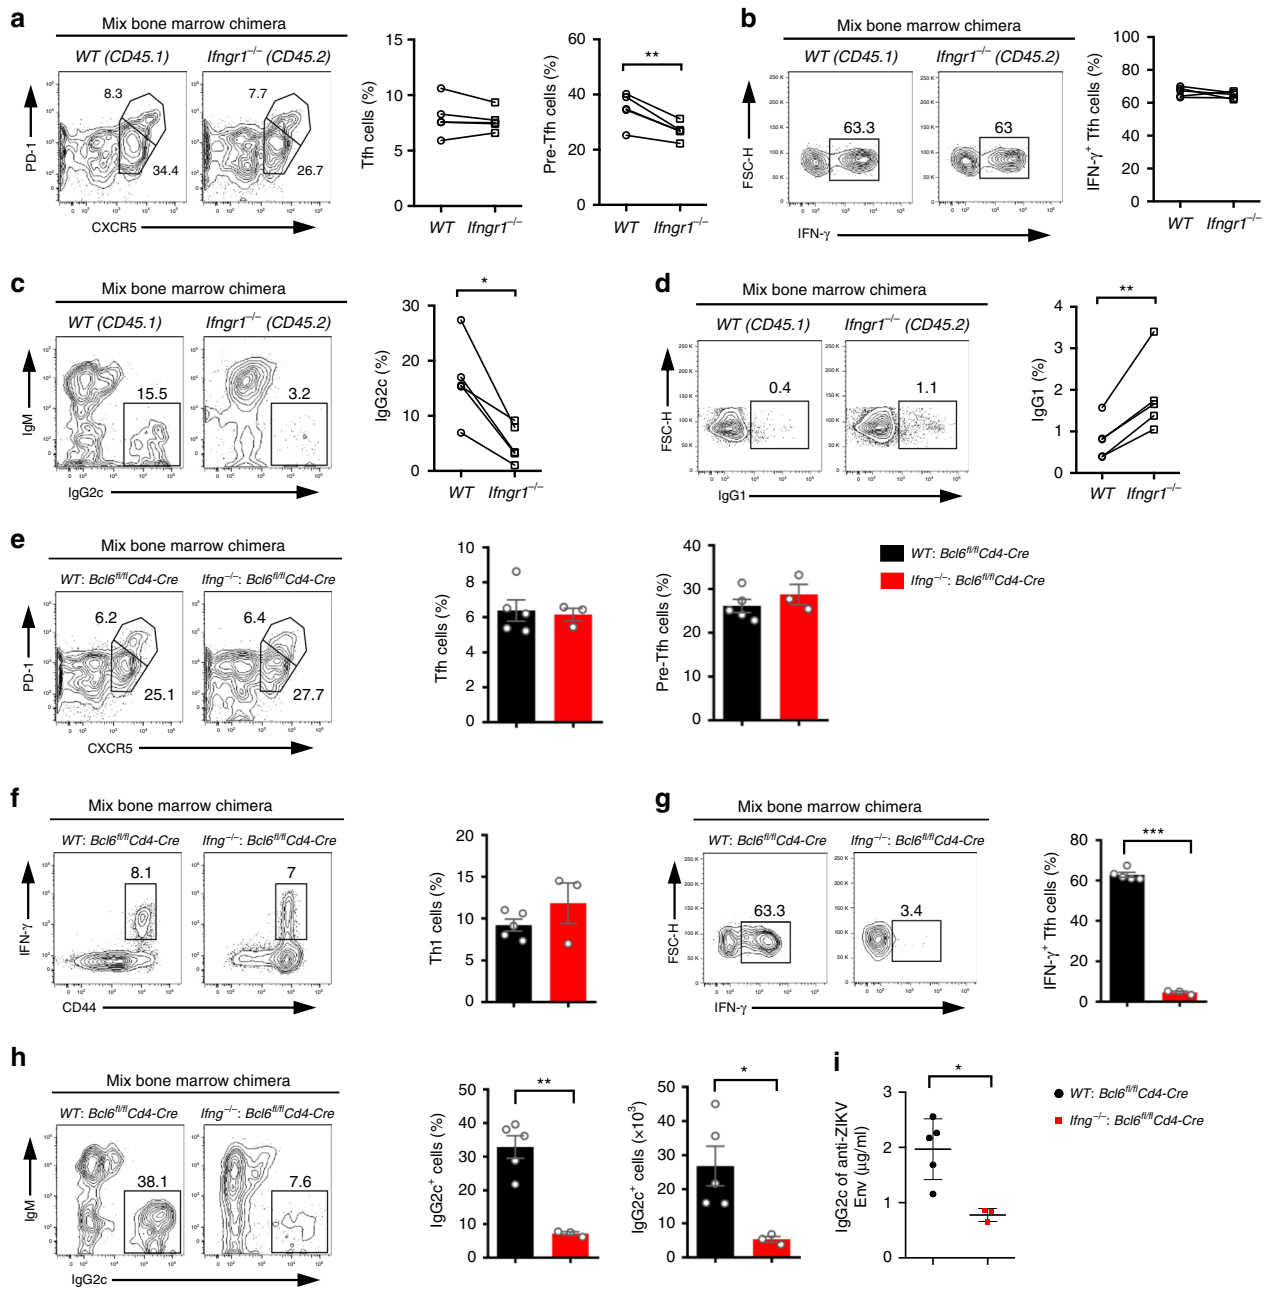 a
Mix bone marrow chimera
WT (CD45.1) Ifngr1–/– (CD45.2)
8.3 7.7
34.4 26.7
PD-1
CXCR5
Tfh cells (%)
15
10
5
0
WT Ifngr1–/–
Pre-Tfh cells (%)
60
40
20
0
**
WT Ifngr1–/–
b
Mix bone marrow chimera
WT (CD45.1) Ifngr1–/– (CD45.2)
63.3 63
FSC-H
IFN-γ
IFN-γ+ Tfh cells (%)
100
80
60
40
20
0
WT Ifngr1–/–
c
Mix bone marrow chimera
WT (CD45.1) Ifngr1–/– (CD45.2)
15.5 3.2
IgM
IgG2c
IgG2c (%)
30
20
10
0
*
WT Ifngr1–/–
d
Mix bone marrow chimera
WT (CD45.1) Ifngr1–/– (CD45.2)
0.4 1.1
FSC-H
IgG1
IgG1 (%)
4
3
2
1
0
**
WT Ifngr1–/–
e
Mix bone marrow chimera
WT: Bcl6fl/flCd4-Cre Ifng–/–: Bcl6fl/flCd4-Cre
6.2 6.4
25.1 27.7
PD-1
CXCR5
Tfh cells (%)
10
8
6
4
2
0
Pre-Tfh cells (%)
40
30
20
10
0
WT: Bcl6fl/flCd4-Cre
Ifng–/–: Bcl6fl/flCd4-Cre
f
Mix bone marrow chimera
WT: Bcl6fl/flCd4-Cre Ifng–/–: Bcl6fl/flCd4-Cre
8.1 7
IFN-γ
CD44
Th1 cells (%)
20
15
10
5
0
g
Mix bone marrow chimera
WT: Bcl6fl/flCd4-Cre Ifng–/–: Bcl6fl/flCd4-Cre
63.3 3.4
FSC-H
IFN-γ
IFN-γ+ Tfh cells (%)
80
60
40
20
0
***
h
Mix bone marrow chimera
WT: Bcl6fl/flCd4-Cre Ifng–/–: Bcl6fl/flCd4-Cre
38.1 7.6
IgM
IgG2c
IgG2c+ cells (%)
50
40
30
20
10
0
**
IgG2c+ cells (×10³)
50
40
30
20
10
0
*
i
IgG2c of anti-ZIKV
Env (µg/ml)
3
2
1
0
*
WT: Bcl6fl/flCd4-Cre
Ifng–/–: Bcl6fl/flCd4-Cre